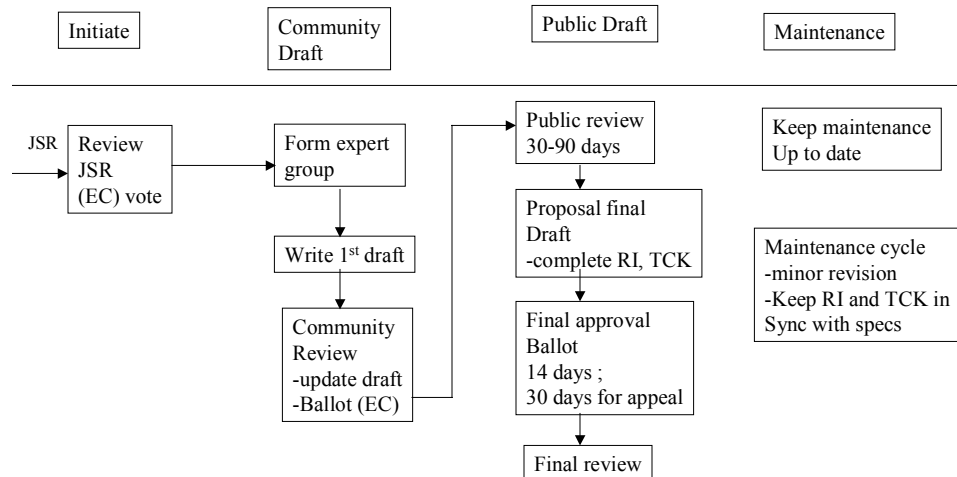 Initiate
Community
Draft
Public Draft
Maintenance
JSR
Review
JSR
(EC) vote
Form expert
group
Write 1st draft
Community
Review
-update draft
-Ballot (EC)
Public review
30-90 days
Proposal final
Draft
-complete RI, TCK
Final approval
Ballot
14 days ;
30 days for appeal
Final review
Keep maintenance
Up to date
Maintenance cycle
-minor revision
-Keep RI and TCK in
Sync with specs